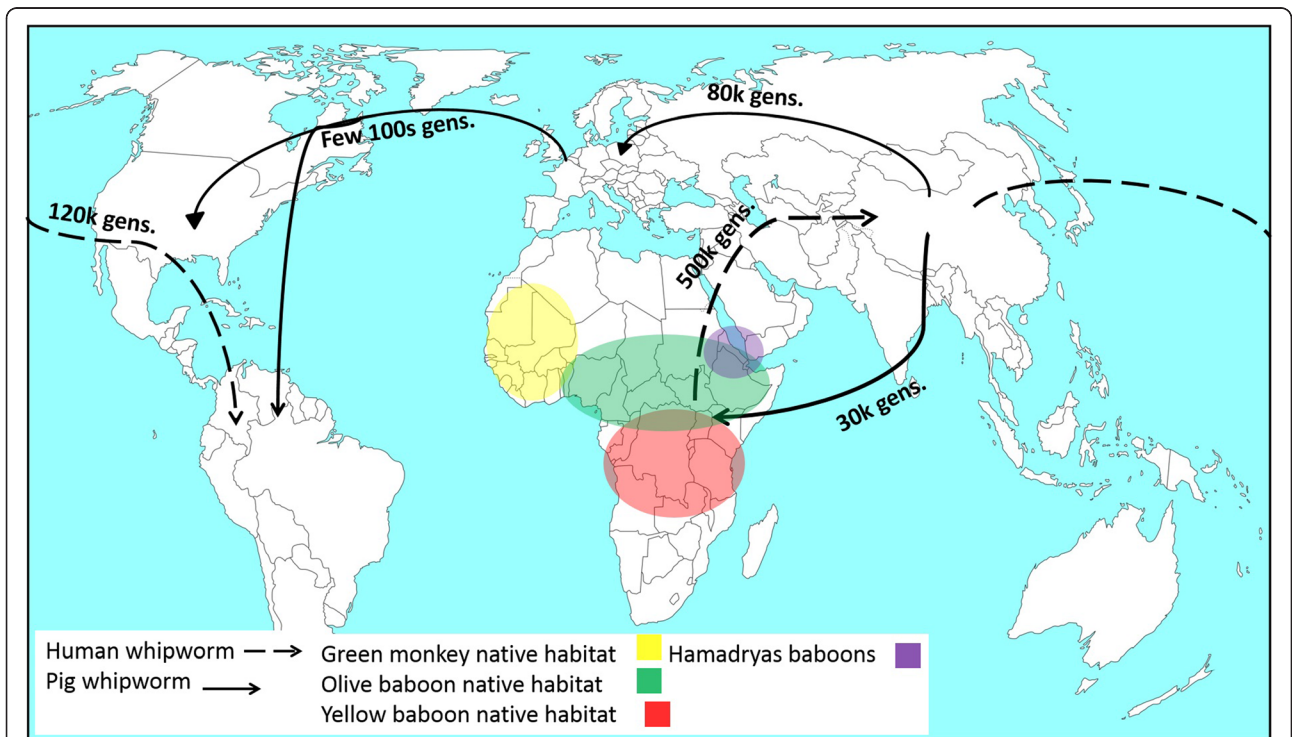 80k gens.
Few 100s gens.
120k gens.
500k gens.
30k gens.
Human whipworm
Pig whipworm
Green monkey native habitat
Hamadryas baboons
Olive baboon native habitat
Yellow baboon native habitat